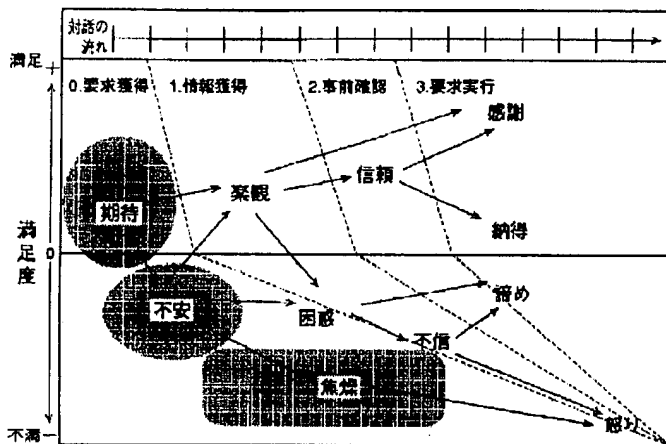 対話の
流れ
満足
0.要求獲得
1.情報獲得
2.事前確認
3.要求実行
感謝
信頼
楽観
期待
納得
満足度
0
不安
困惑
諦め
不信
焦燥
怒り
不満